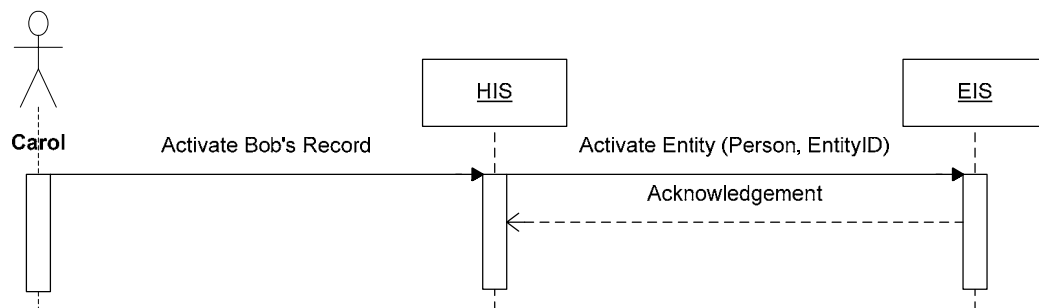 HIS
EIS
Carol
Activate Bob's Record
Activate Entity (Person, EntityID)
Acknowledgement